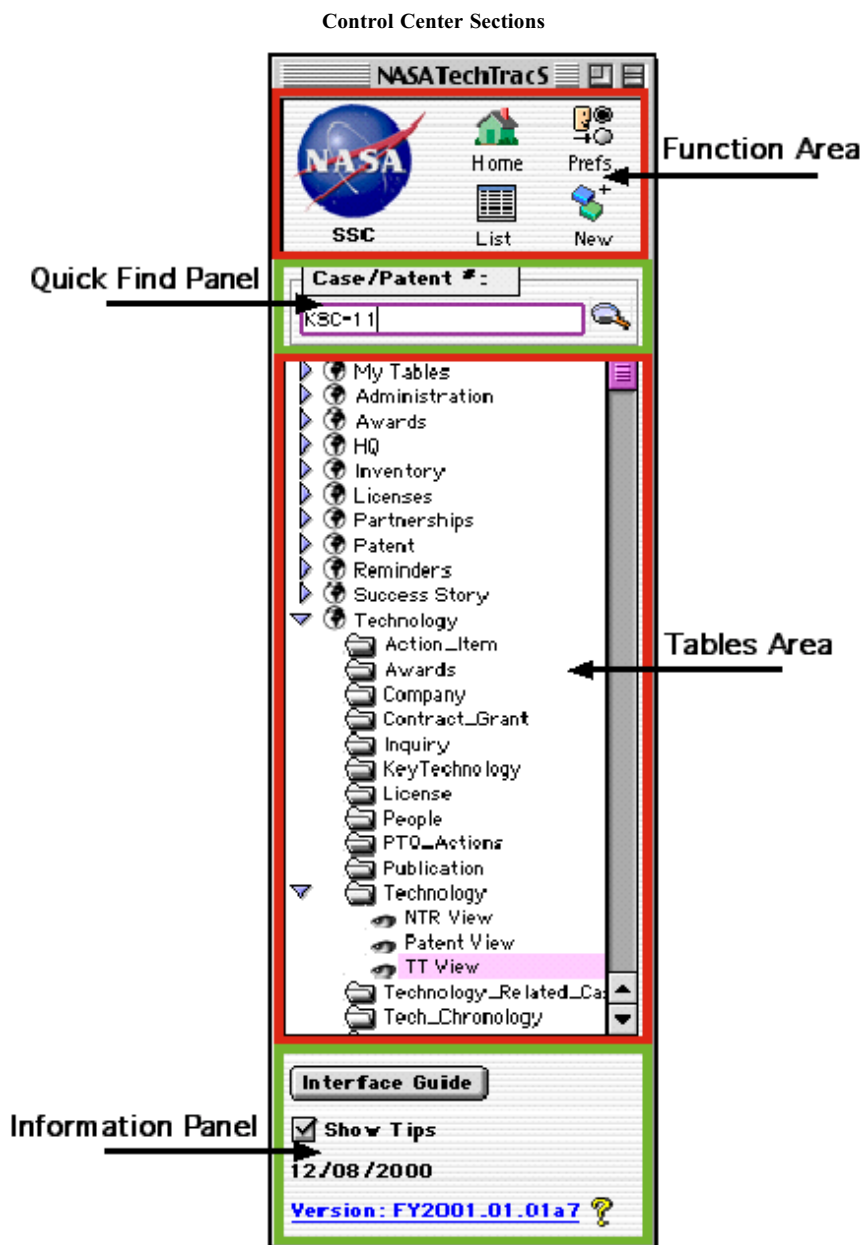 Control Center Sections
NASATechTracS
NASA
SSC
Home
Prefs
List
New
Function Area
Quick Find Panel
Case/Patent #:
KSC-11
My Tables
Administration
Awards
HQ
Inventory
Licenses
Partnerships
Patent
Reminders
Success Story
Technology
Action_Item
Awards
Company
Contract_Grant
Inquiry
KeyTechnology
License
People
PTO_Actions
Publication
Technology
NTR View
Patent View
TT View
Technology_Related_Cas
Tech_Chronology
Tables Area
Interface Guide
Information Panel
Show Tips
12/08/2000
Version: FY2001.01.01a7